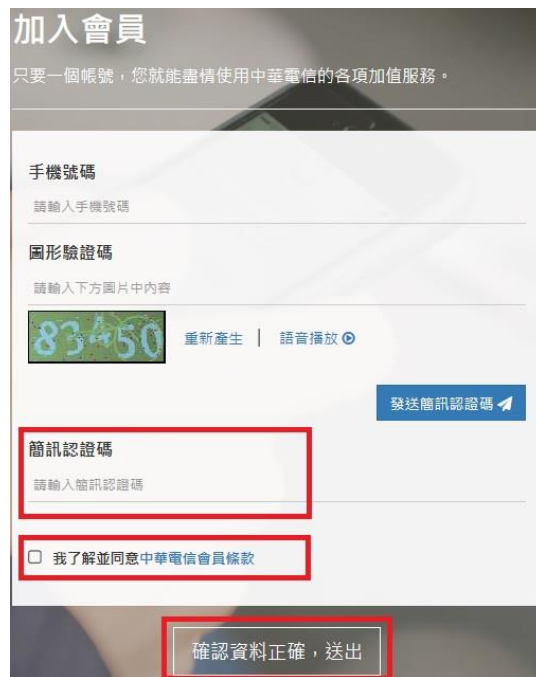 加入會員
只要一個帳號，您就能盡情使用中華電信的各項加值服務。
手機號碼
請輸入手機號碼
圖形驗證碼
請輸入下方圖片中內容
83450
重新產生 | 語音播放
發送簡訊認證碼
簡訊認證碼
請輸入簡訊認證碼
我了解並同意中華電信會員條款
確認資料正確，送出